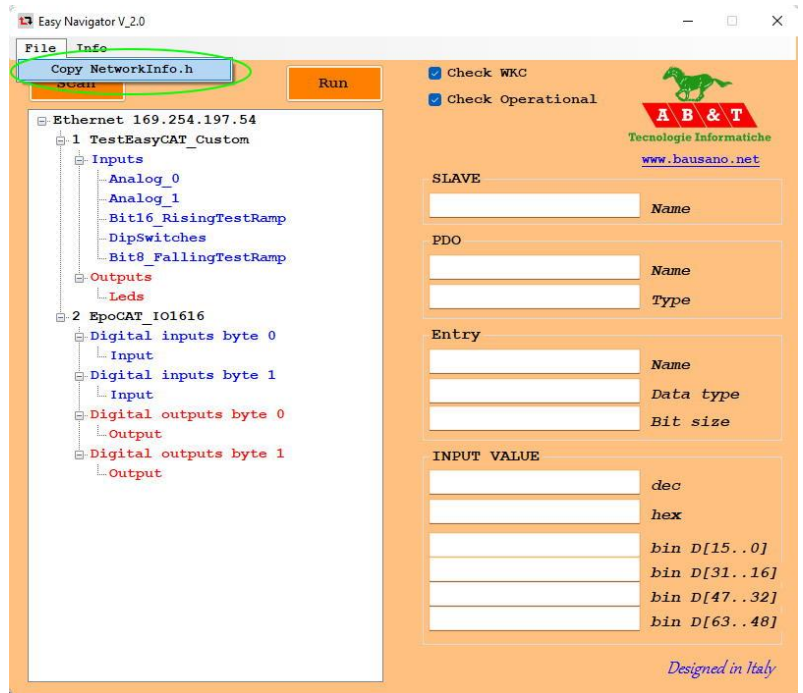 Easy Navigator V_2.0
File Info
Copy NetworkInfo.h
Scan
Run
Ethernet 169.254.197.54
1 TestEasyCAT_Custom
Inputs
Analog_0
Analog_1
Bit16_RisingTestRamp
DipSwitches
Bit8_FallingTestRamp
Outputs
Leds
2 EpoCAT_IO1616
Digital inputs byte 0
Input
Digital inputs byte 1
Input
Digital outputs byte 0
Output
Digital outputs byte 1
Output
Check WKC
Check Operational
AB&T
Tecnologie Informatiche
www.bausano.net
SLAVE
Name
PDO
Name
Type
Entry
Name
Data type
Bit size
INPUT VALUE
dec
hex
bin D[15..0]
bin D[31..16]
bin D[47..32]
bin D[63..48]
Designed in Italy